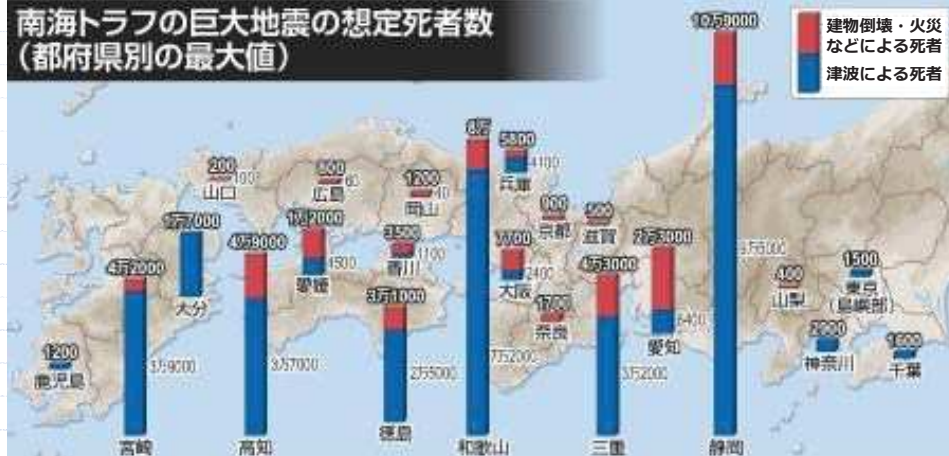 南海トラフの巨大地震の想定死者数
(都府県別の最大値)
建物倒壊・火災
などによる死者
津波による死者
10万9000
9万5000
静岡
8万
7万2000
和歌山
5800
4100
兵庫
200
100
山口
800
60
広島
1200
40
岡山
900
京都
500
滋賀
1万7000
大分
1万2000
4500
愛媛
3500
1100
香川
7700
2400
大阪
1700
奈良
2万3000
6400
愛知
400
山梨
1500
東京
(島嶼部)
2900
神奈川
1600
千葉
1200
鹿児島
4万2000
3万9000
宮崎
4万9000
3万7000
高知
3万1000
2万5000
徳島
4万3000
3万2000
三重